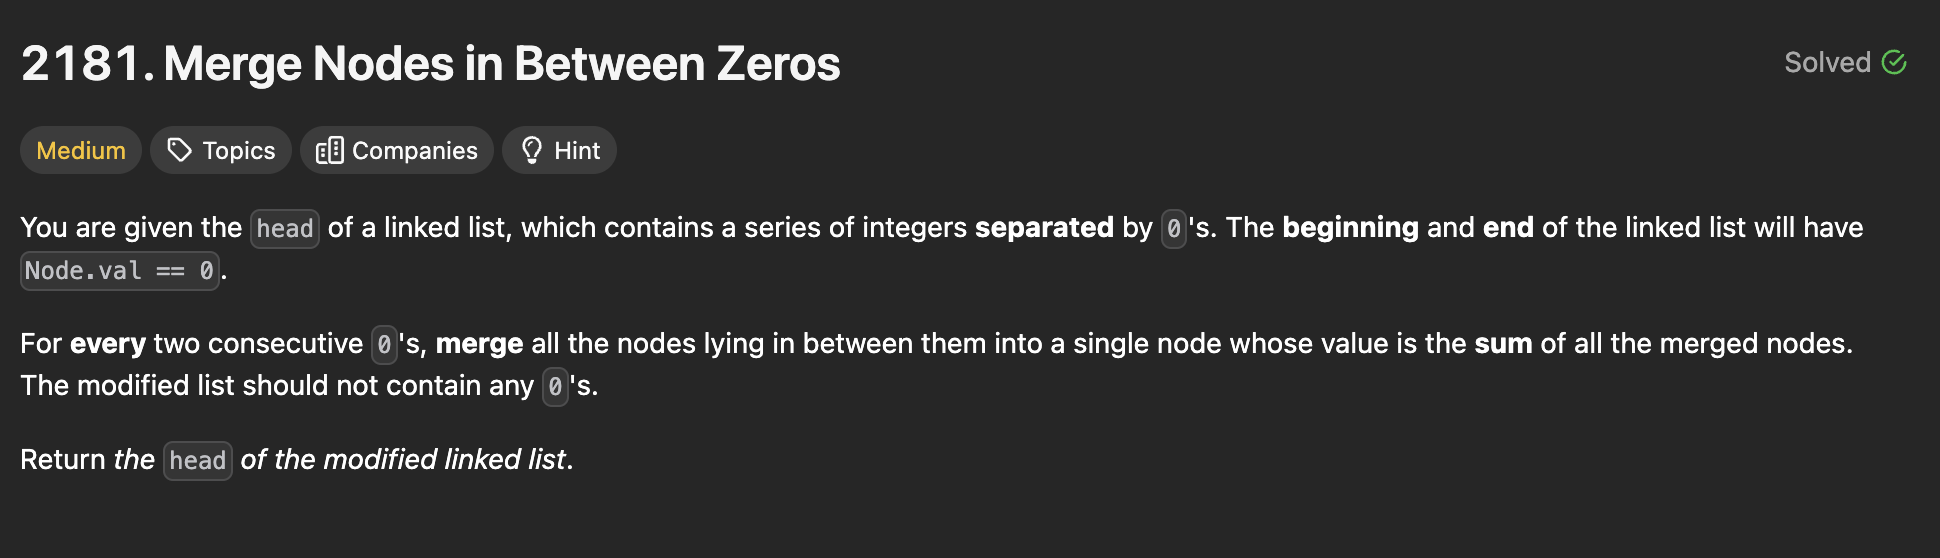 2181. Merge Nodes in Between Zeros
Solved
Medium Topics Companies Hint
You are given the head of a linked list, which contains a series of integers separated by 0's. The beginning and end of the linked list will have
Node.val == 0.
For every two consecutive 0's, merge all the nodes lying in between them into a single node whose value is the sum of all the merged nodes.
The modified list should not contain any 0's.
Return the head of the modified linked list.